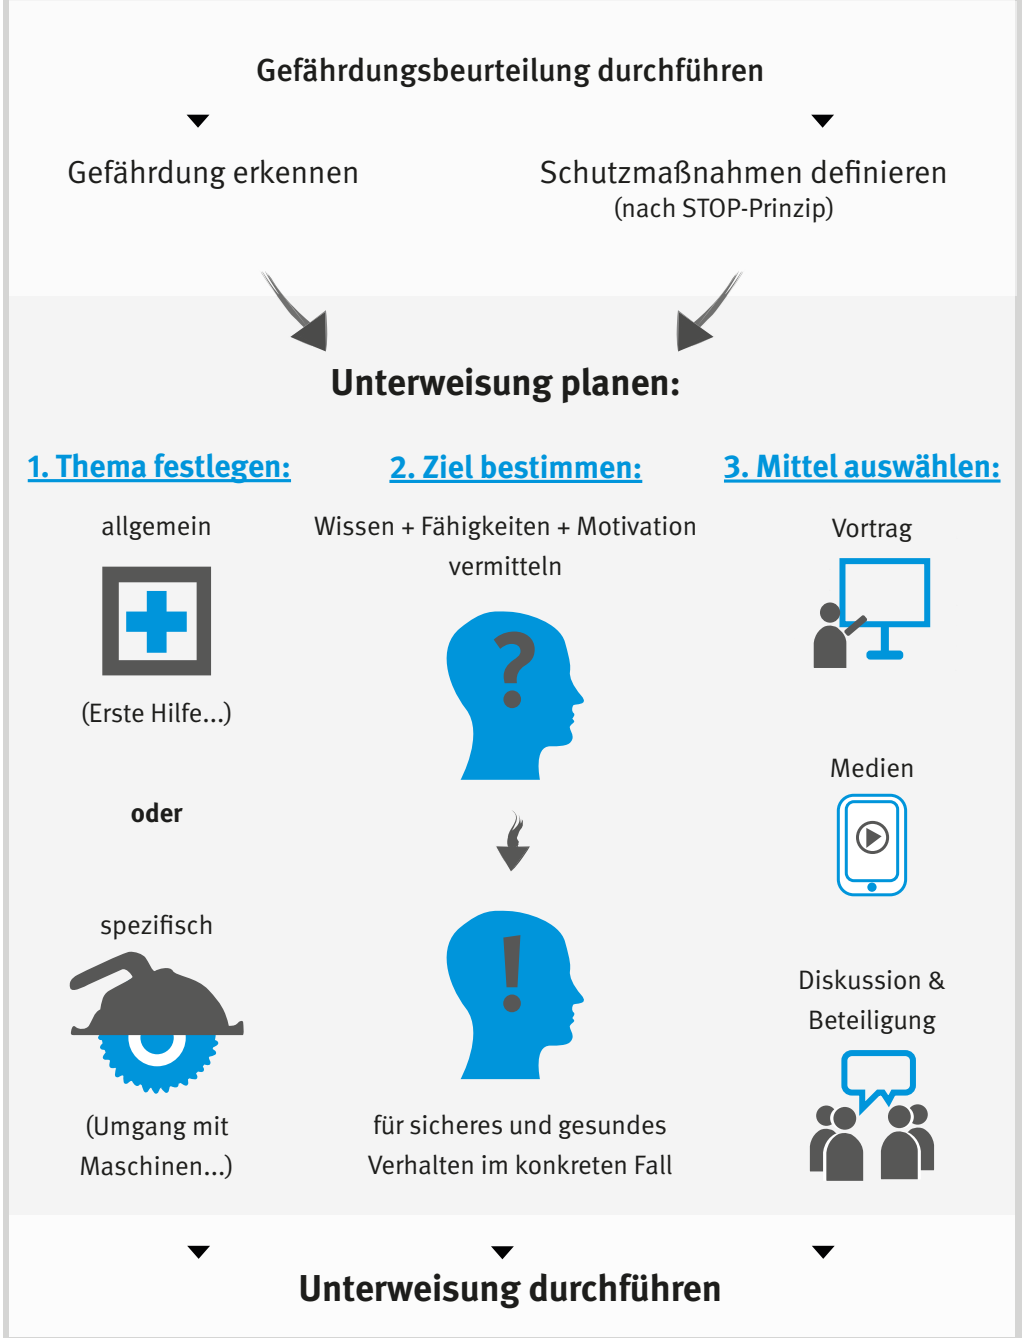 Gefährdungsbeurteilung durchführen
Gefährdung erkennen
Schutzmaßnahmen definieren
(nach STOP-Prinzip)
Unterweisung planen:
1. Thema festlegen:
allgemein
(Erste Hilfe...)
oder
spezifisch
(Umgang mit
Maschinen...)
2. Ziel bestimmen:
Wissen + Fähigkeiten + Motivation
vermitteln
?
!
für sicheres und gesundes
Verhalten im konkreten Fall
3. Mittel auswählen:
Vortrag
Medien
Diskussion &
Beteiligung
Unterweisung durchführen